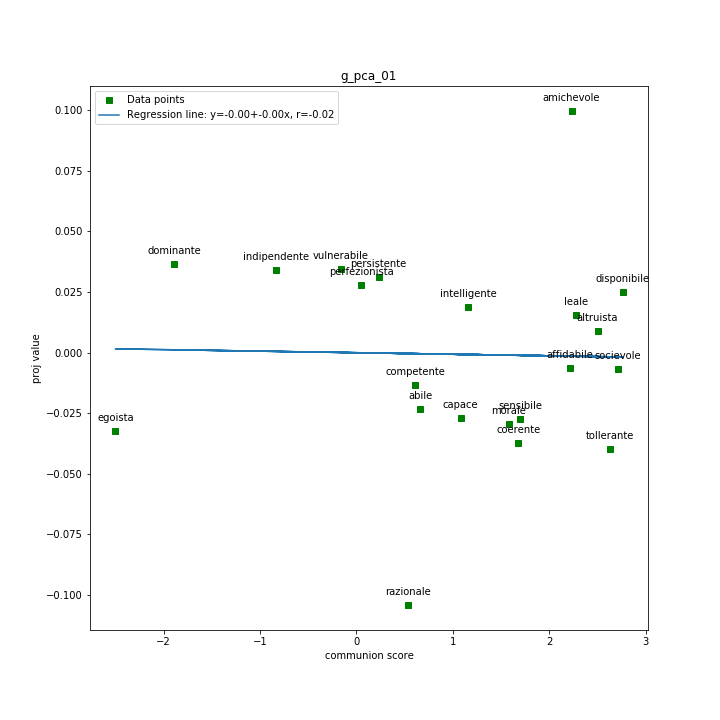 g_pca_01
Data points
Regression line: y=-0.00+-0.00x, r=-0.02
amichevole
dominante
indipendente
vulnerabile
persistente
perfezionista
disponibile
intelligente
leale
altruista
affidabile
socievole
competente
abile
capace
sensibile
morale
coerente
egoista
tollerante
razionale
0.100
0.075
0.050
0.025
0.000
−0.025
−0.050
−0.075
−0.100
proj value
−2
−1
0
1
2
3
communion score